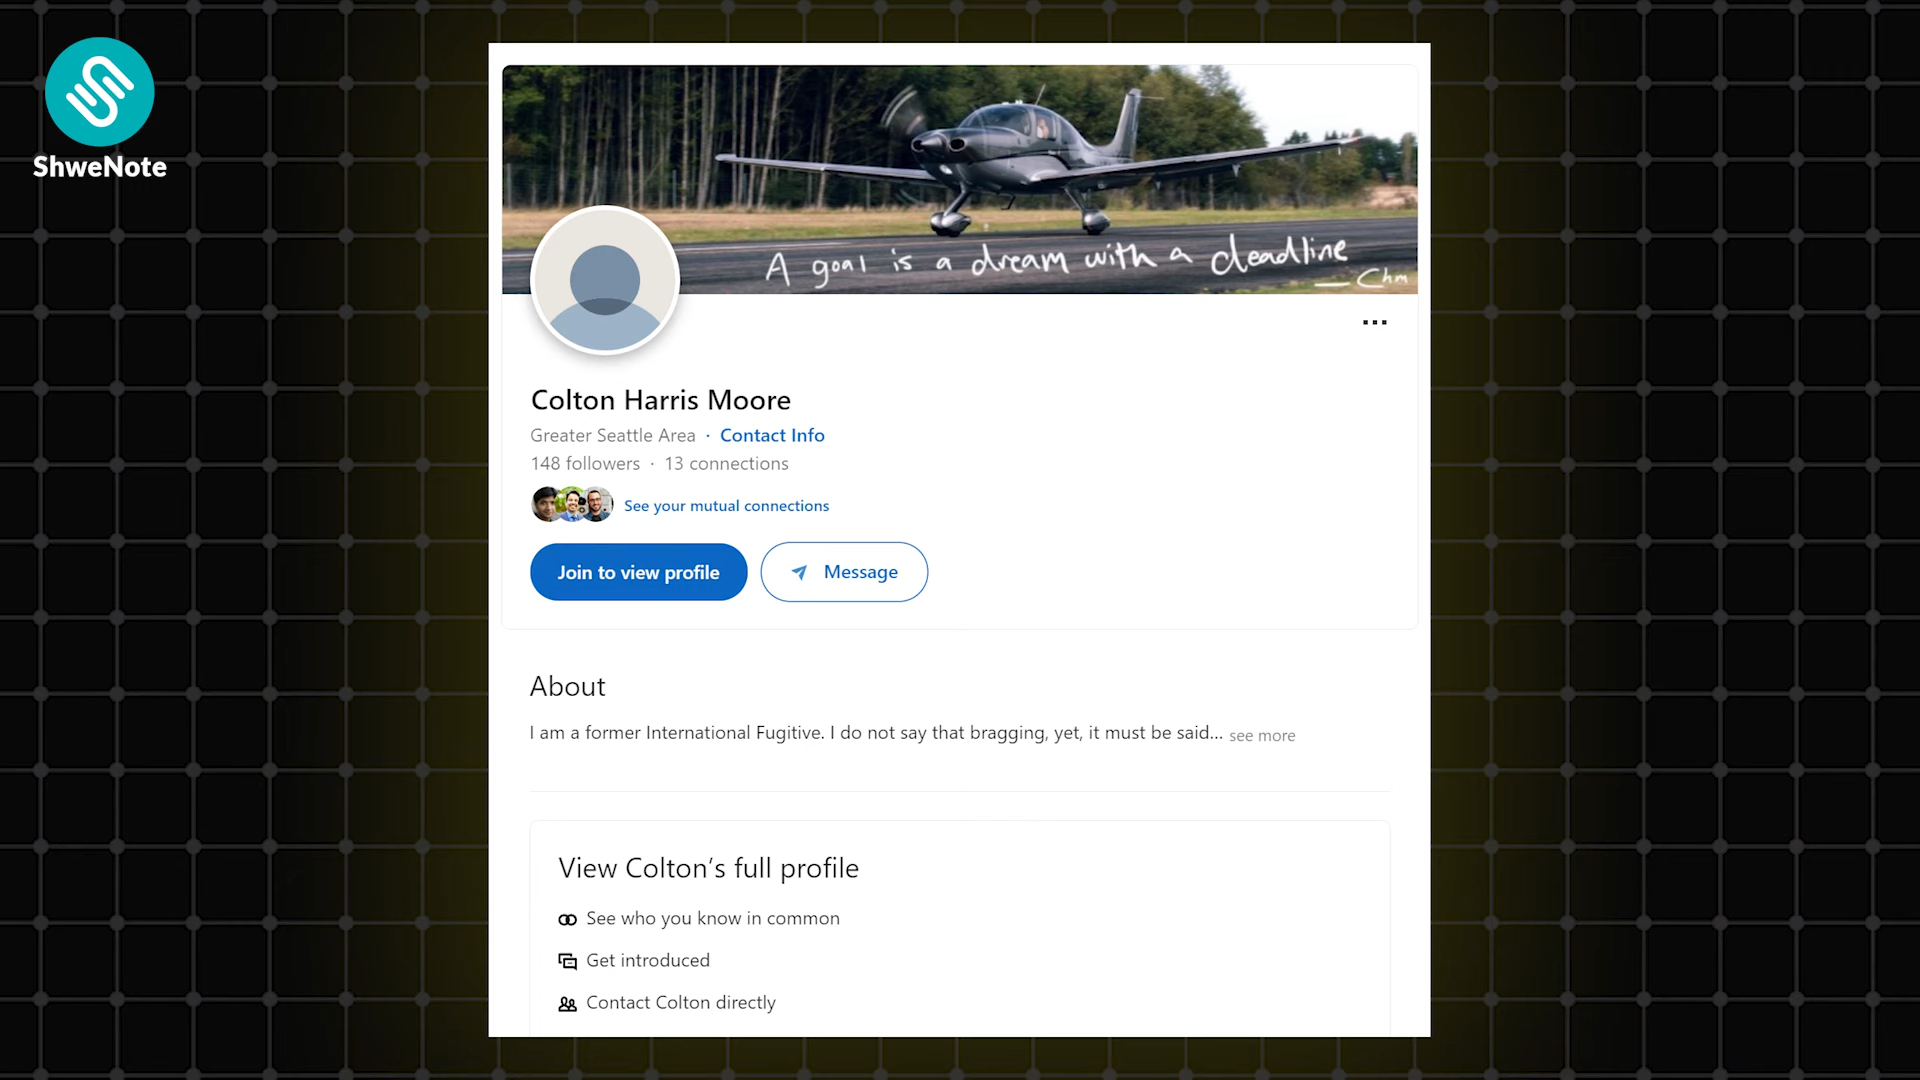 ShweNote
A goal is a dream with a deadline
— Chm
Colton Harris Moore
Greater Seattle Area · Contact Info
148 followers · 13 connections
See your mutual connections
Join to view profile
Message
About
I am a former International Fugitive. I do not say that bragging, yet, it must be said... see more
View Colton’s full profile
See who you know in common
Get introduced
Contact Colton directly